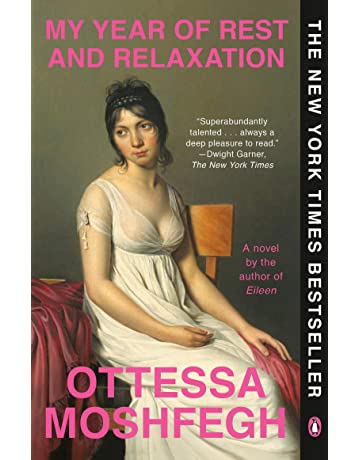 MY YEAR OF REST
AND RELAXATION
“Superabundantly
talented . . . always a
deep pleasure to read.”
—Dwight Garner,
The New York Times
A novel
by the
author of
Eileen
OTTESSA
MOSHFEGH
THE NEW YORK TIMES BESTSELLER